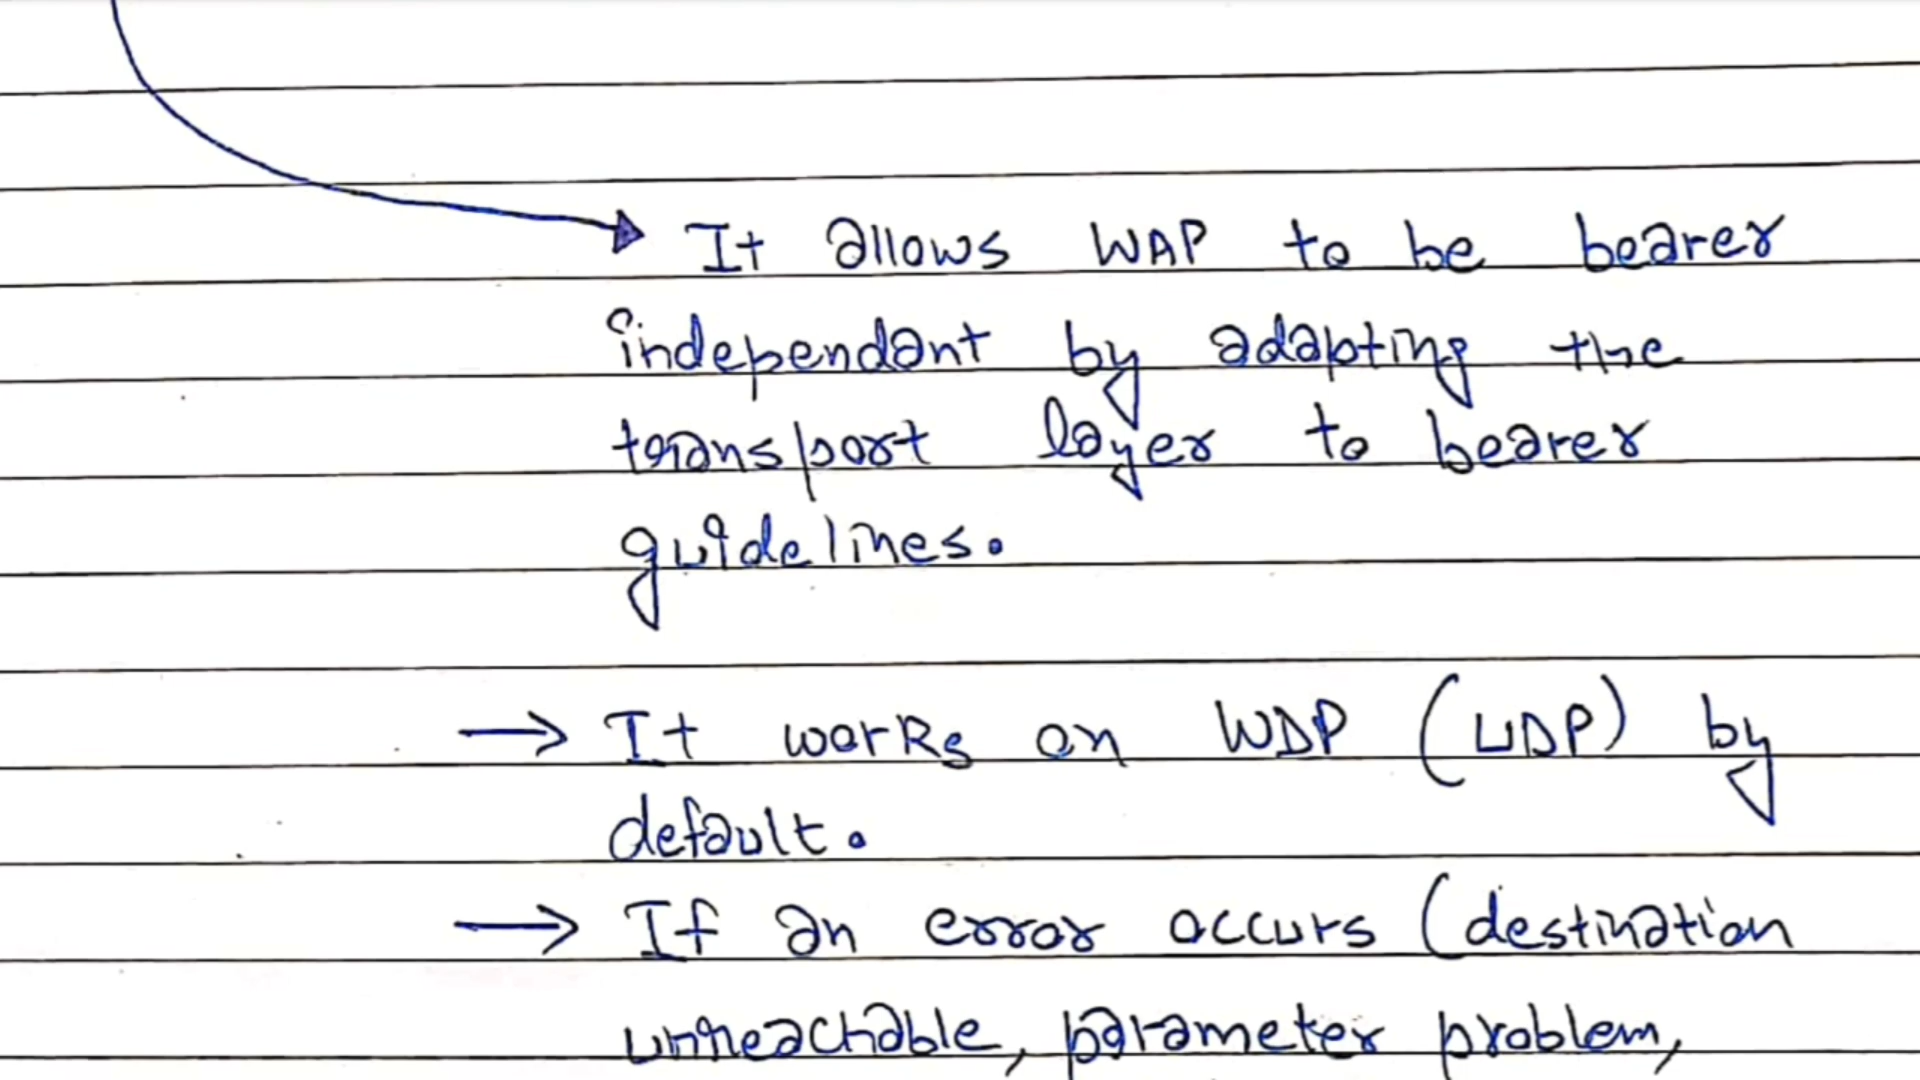 It allows WAP to be bearer
independant by adapting the
transport layer to bearer
guidelines.
→ It works on WDP (UDP) by
default.
→ If an error occurs (destination
unreachable, parameter problem,